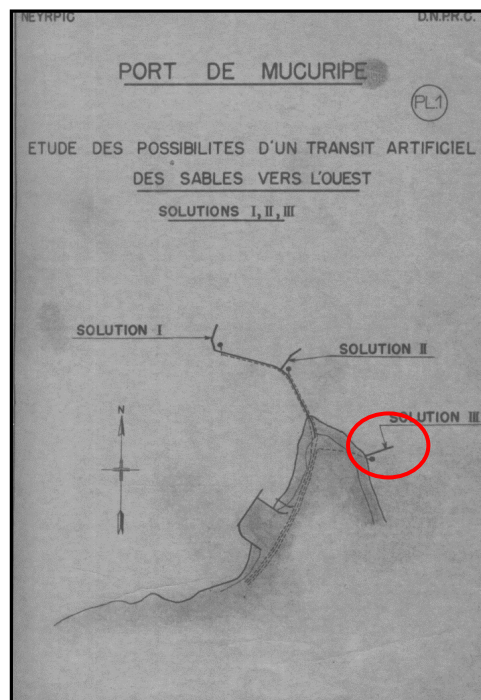 NEYRPIC
D.N.P.R.C.
PORT DE MUCURIPE
PL.1
ETUDE DES POSSIBILITES D'UN TRANSIT ARTIFICIEL
DES SABLES VERS L'OUEST
SOLUTIONS I, II, III
SOLUTION I
SOLUTION II
SOLUTION III
N